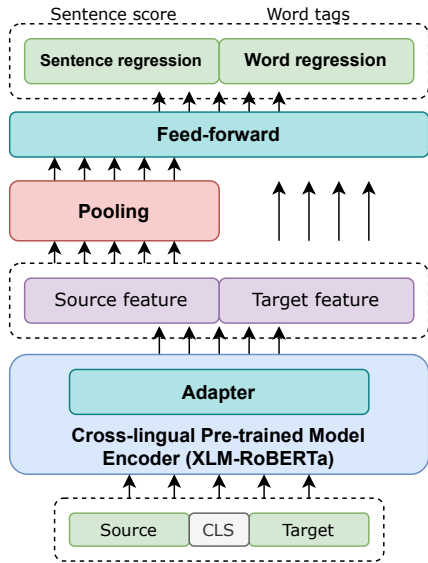 Sentence score Word tags
Sentence regression Word regression
Feed-forward
Pooling
Source feature Target feature
Adapter
Cross-lingual Pre-trained Model
Encoder (XLM-RoBERTa)
Source CLS Target